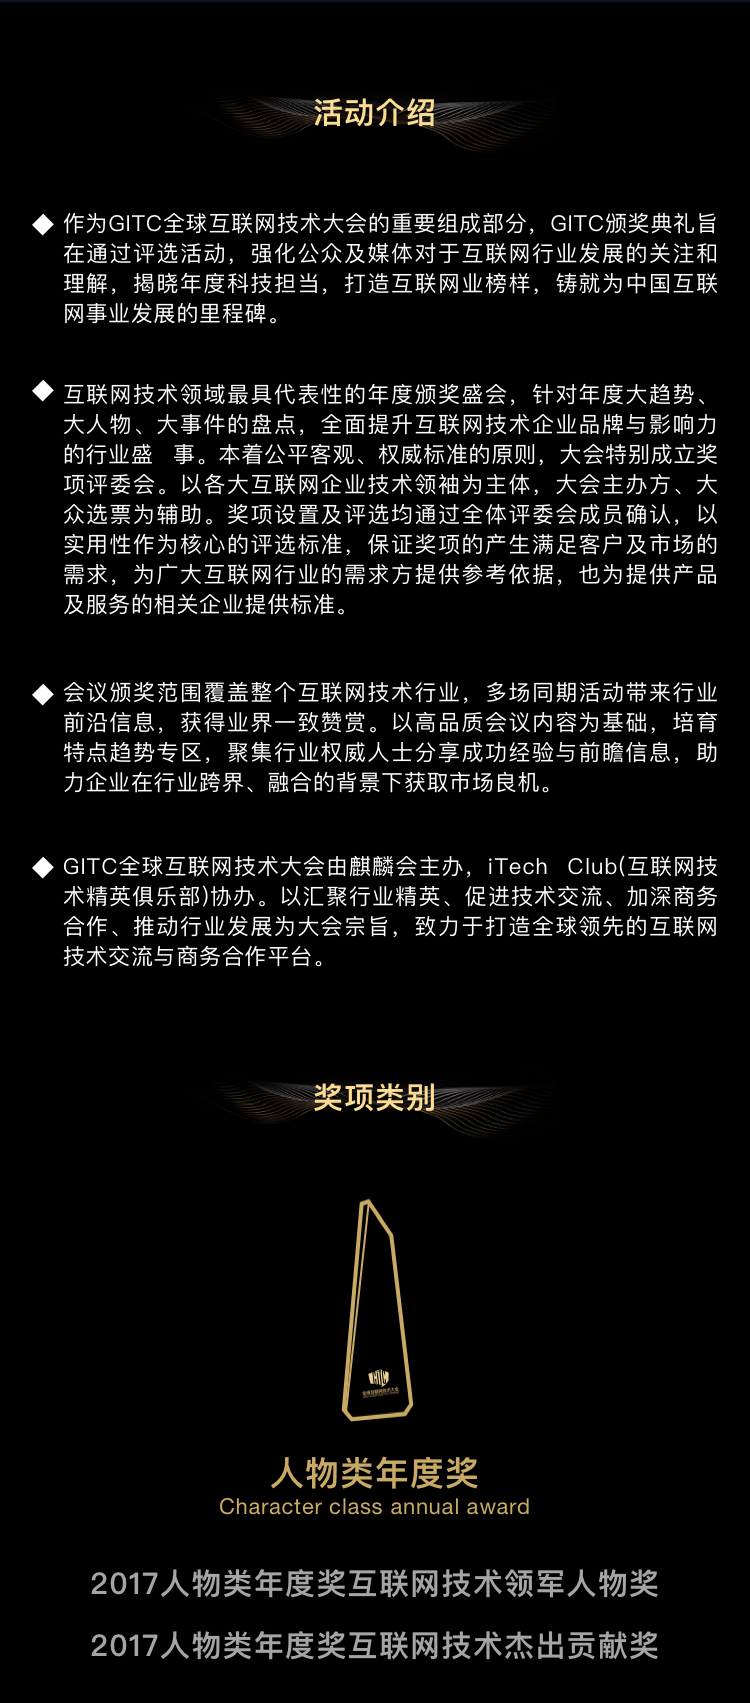 活动介绍
作为GITC全球互联网技术大会的重要组成部分，GITC颁奖典礼旨
在通过评选活动，强化公众及媒体对于互联网行业发展的关注和
理解，揭晓年度科技担当，打造互联网业榜样，铸就为中国互联
网事业发展的里程碑。
互联网技术领域最具代表性的年度颁奖盛会，针对年度大趋势、
大人物、大事件的盘点，全面提升互联网技术企业品牌与影响力
的行业盛 事。本着公平客观、权威标准的原则，大会特别成立奖
项评委会。以各大互联网企业技术领袖为主体，大会主办方、大
众选票为辅助。奖项设置及评选均通过全体评委会成员确认，以
实用性作为核心的评选标准，保证奖项的产生满足客户及市场的
需求，为广大互联网行业的需求方提供参考依据，也为提供产品
及服务的相关企业提供标准。
会议颁奖范围覆盖整个互联网技术行业，多场同期活动带来行业
前沿信息，获得业界一致赞赏。以高品质会议内容为基础，培育
特点趋势专区，聚集行业权威人士分享成功经验与前瞻信息，助
力企业在行业跨界、融合的背景下获取市场良机。
GITC全球互联网技术大会由麒麟会主办，iTech Club(互联网技
术精英俱乐部)协办。以汇聚行业精英、促进技术交流、加深商务
合作、推动行业发展为大会宗旨，致力于打造全球领先的互联网
技术交流与商务合作平台。
奖项类别
GITC
全球互联网技术大会
人物类年度奖
Character class annual award
2017人物类年度奖互联网技术领军人物奖
2017人物类年度奖互联网技术杰出贡献奖